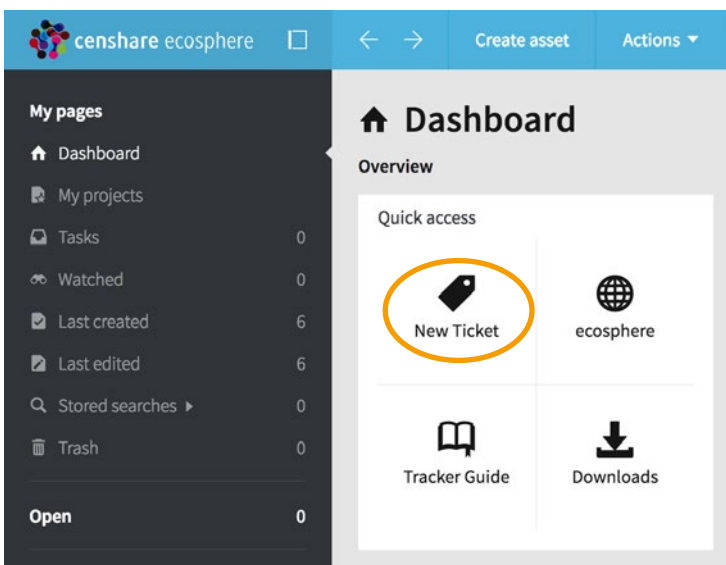 censhare ecosphere
Create asset
Actions
My pages
Dashboard
My projects
Tasks 0
Watched 0
Last created 6
Last edited 6
Stored searches 0
Trash 0
Open 0
Dashboard
Overview
Quick access
New Ticket
ecosphere
Tracker Guide
Downloads